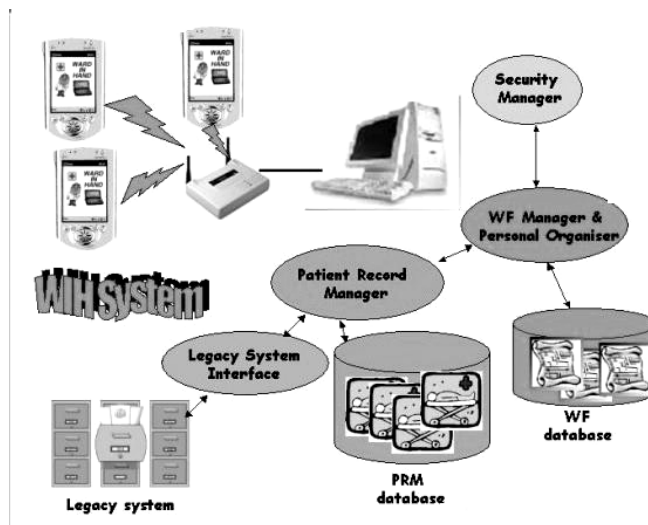 WARD
IN
HAND
WARD
IN
HAND
WARD
IN
HAND
Security
Manager
WF Manager &
Personal Organiser
Patient Record
Manager
WIH System
Legacy System
Interface
WF
database
Legacy system
PRM
database